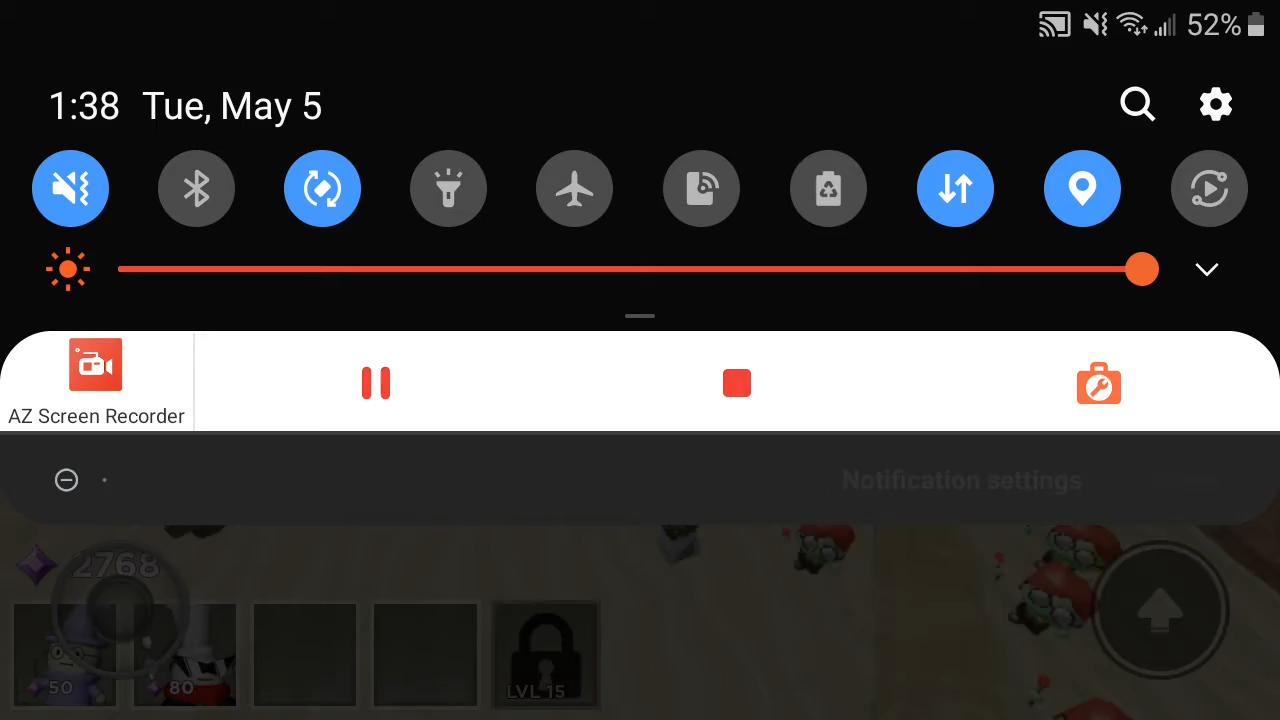 52%
1:38 Tue, May 5
AZ Screen Recorder
Notification settings
2768
50
80
LVL 15